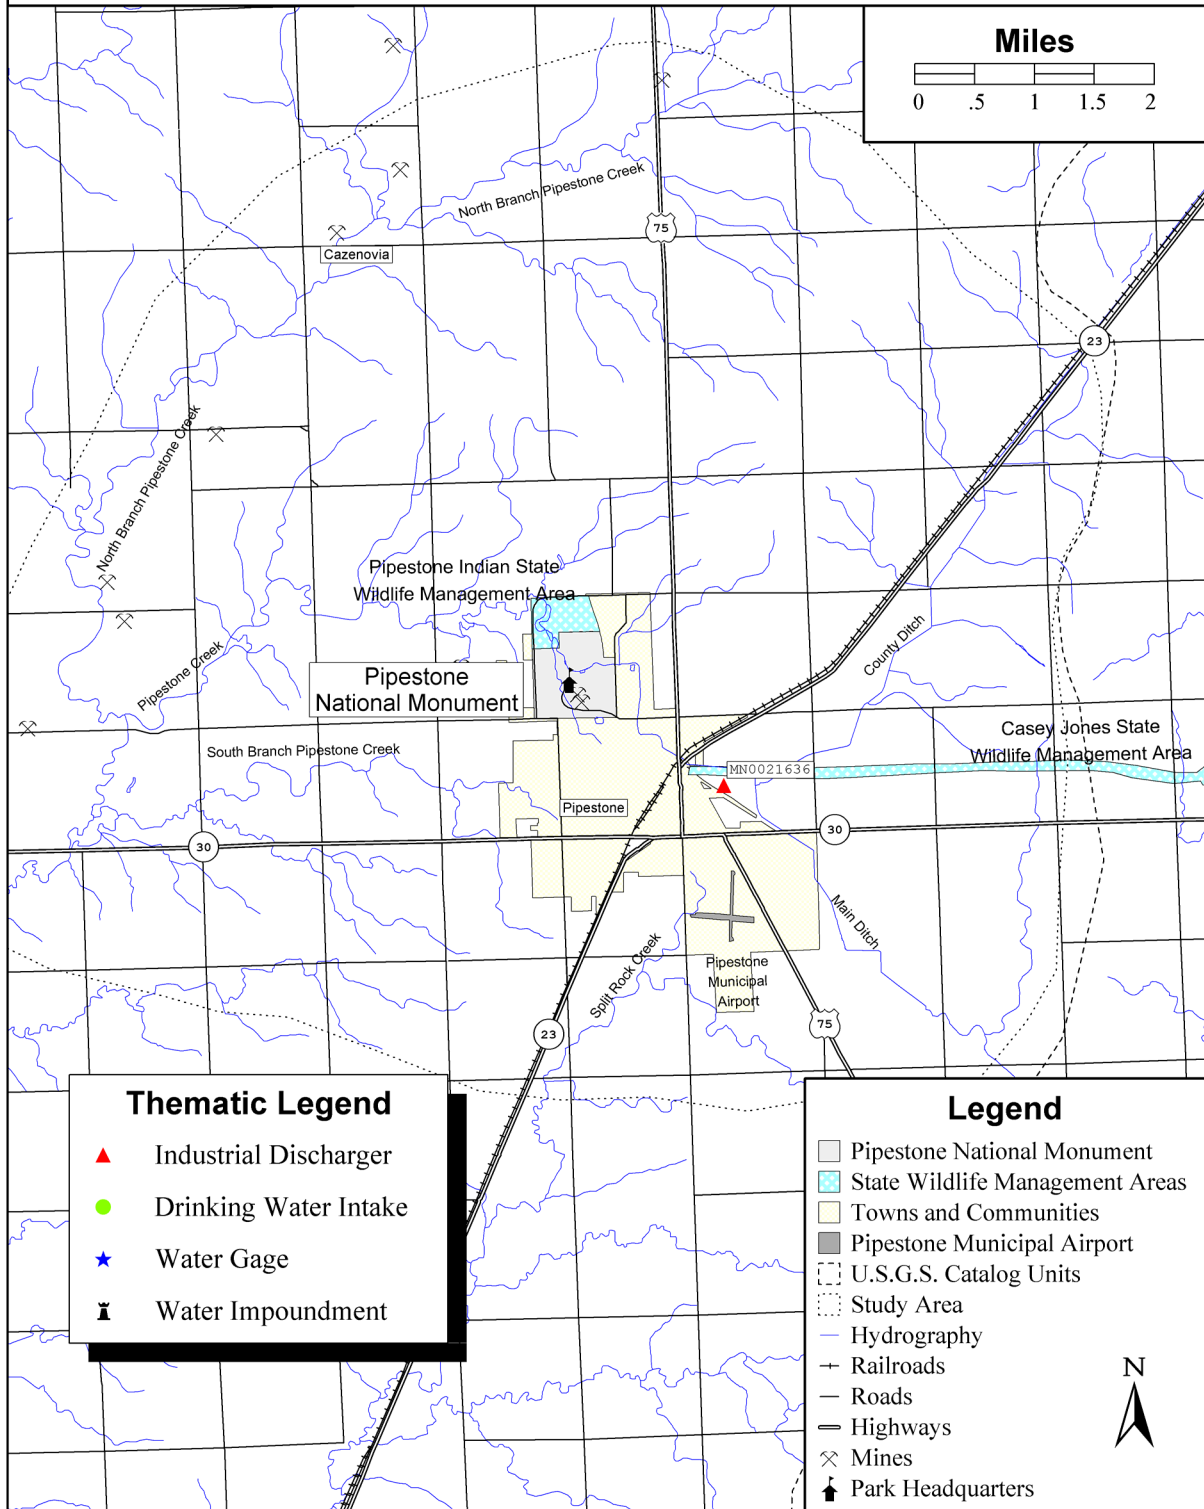 Miles
0 .5 1 1.5 2
North Branch Pipestone Creek
75
Cazenovia
23
North Branch Pipestone Creek
Pipestone Indian State
Wildlife Management Area
County Ditch
Pipestone Creek
Pipestone
National Monument
Casey Jones State
Wildlife Management Area
South Branch Pipestone Creek
MN0021636
Pipestone
30
30
Main Ditch
Split Rock Creek
Pipestone
Municipal
Airport
23
75
Thematic Legend
Industrial Discharger
Drinking Water Intake
Water Gage
Water Impoundment
Legend
Pipestone National Monument
State Wildlife Management Areas
Towns and Communities
Pipestone Municipal Airport
U.S.G.S. Catalog Units
Study Area
Hydrography
Railroads
Roads
Highways
Mines
Park Headquarters
N